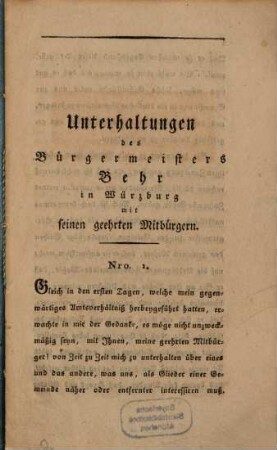 Unterhaltungen
des
Bürgermeisters
Behr
in Würzburg
mit
seinen geehrten Mitbürgern.
Nro. 1.
Gleich in den ersten Tagen, welche mein gegen-
wärtiges Amtsverhältniß herbeygeführt hatten, er-
wachte in mir der Gedanke, es möge nicht unzweck-
mäßig seyn, mit Ihnen, meine geehrten Mitbür-
ger! von Zeit zu Zeit mich zu unterhalten über eines
und das andere, was uns, als Glieder einer Ge-
meinde näher oder entfernter interessiren muß.